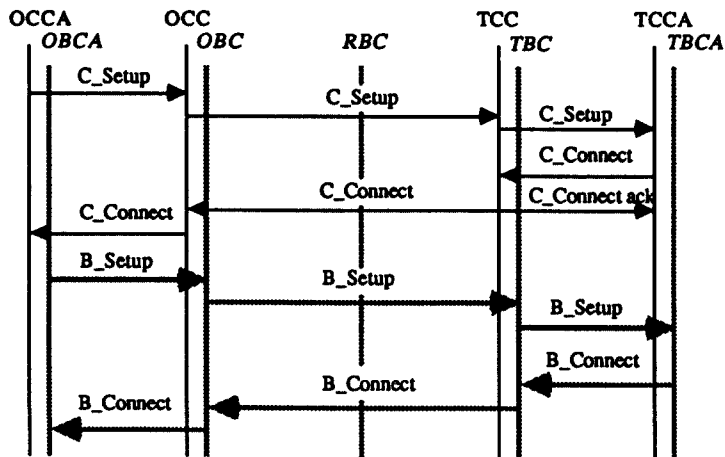 OCCA OCC TCC TCCA
OBCA OBC RBC TBC TBCA
C_Setup
C_Setup
C_Setup
C_Connect
C_Connect
C_Connect ack
C_Connect
B_Setup
B_Setup
B_Setup
B_Connect
B_Connect
B_Connect